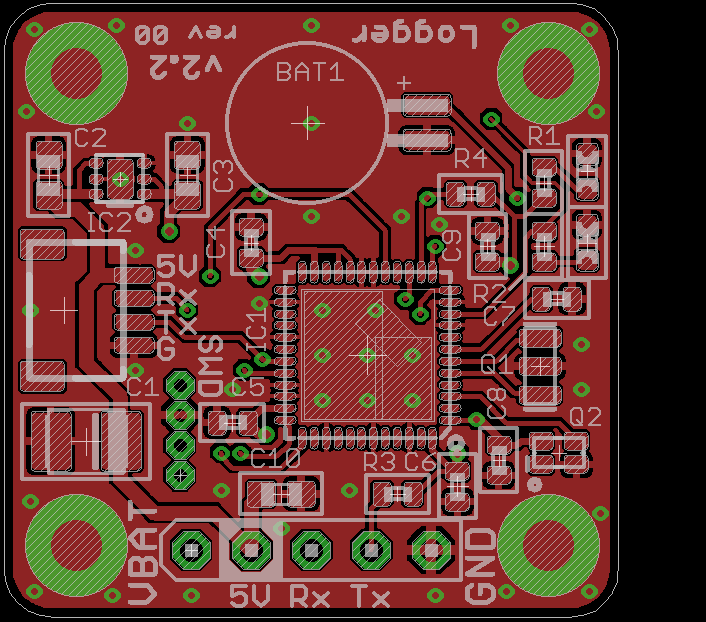 Logger
rev 00
v2.2
BAT1
+
C2
R1
R4
C3
IC2
C4
C9
5V
Rx
Tx
G
R2
C7
IC1
SWD
Q1
C1
C5
C8
Q2
C10
R3
C6
VBAT
GND
5V Rx Tx